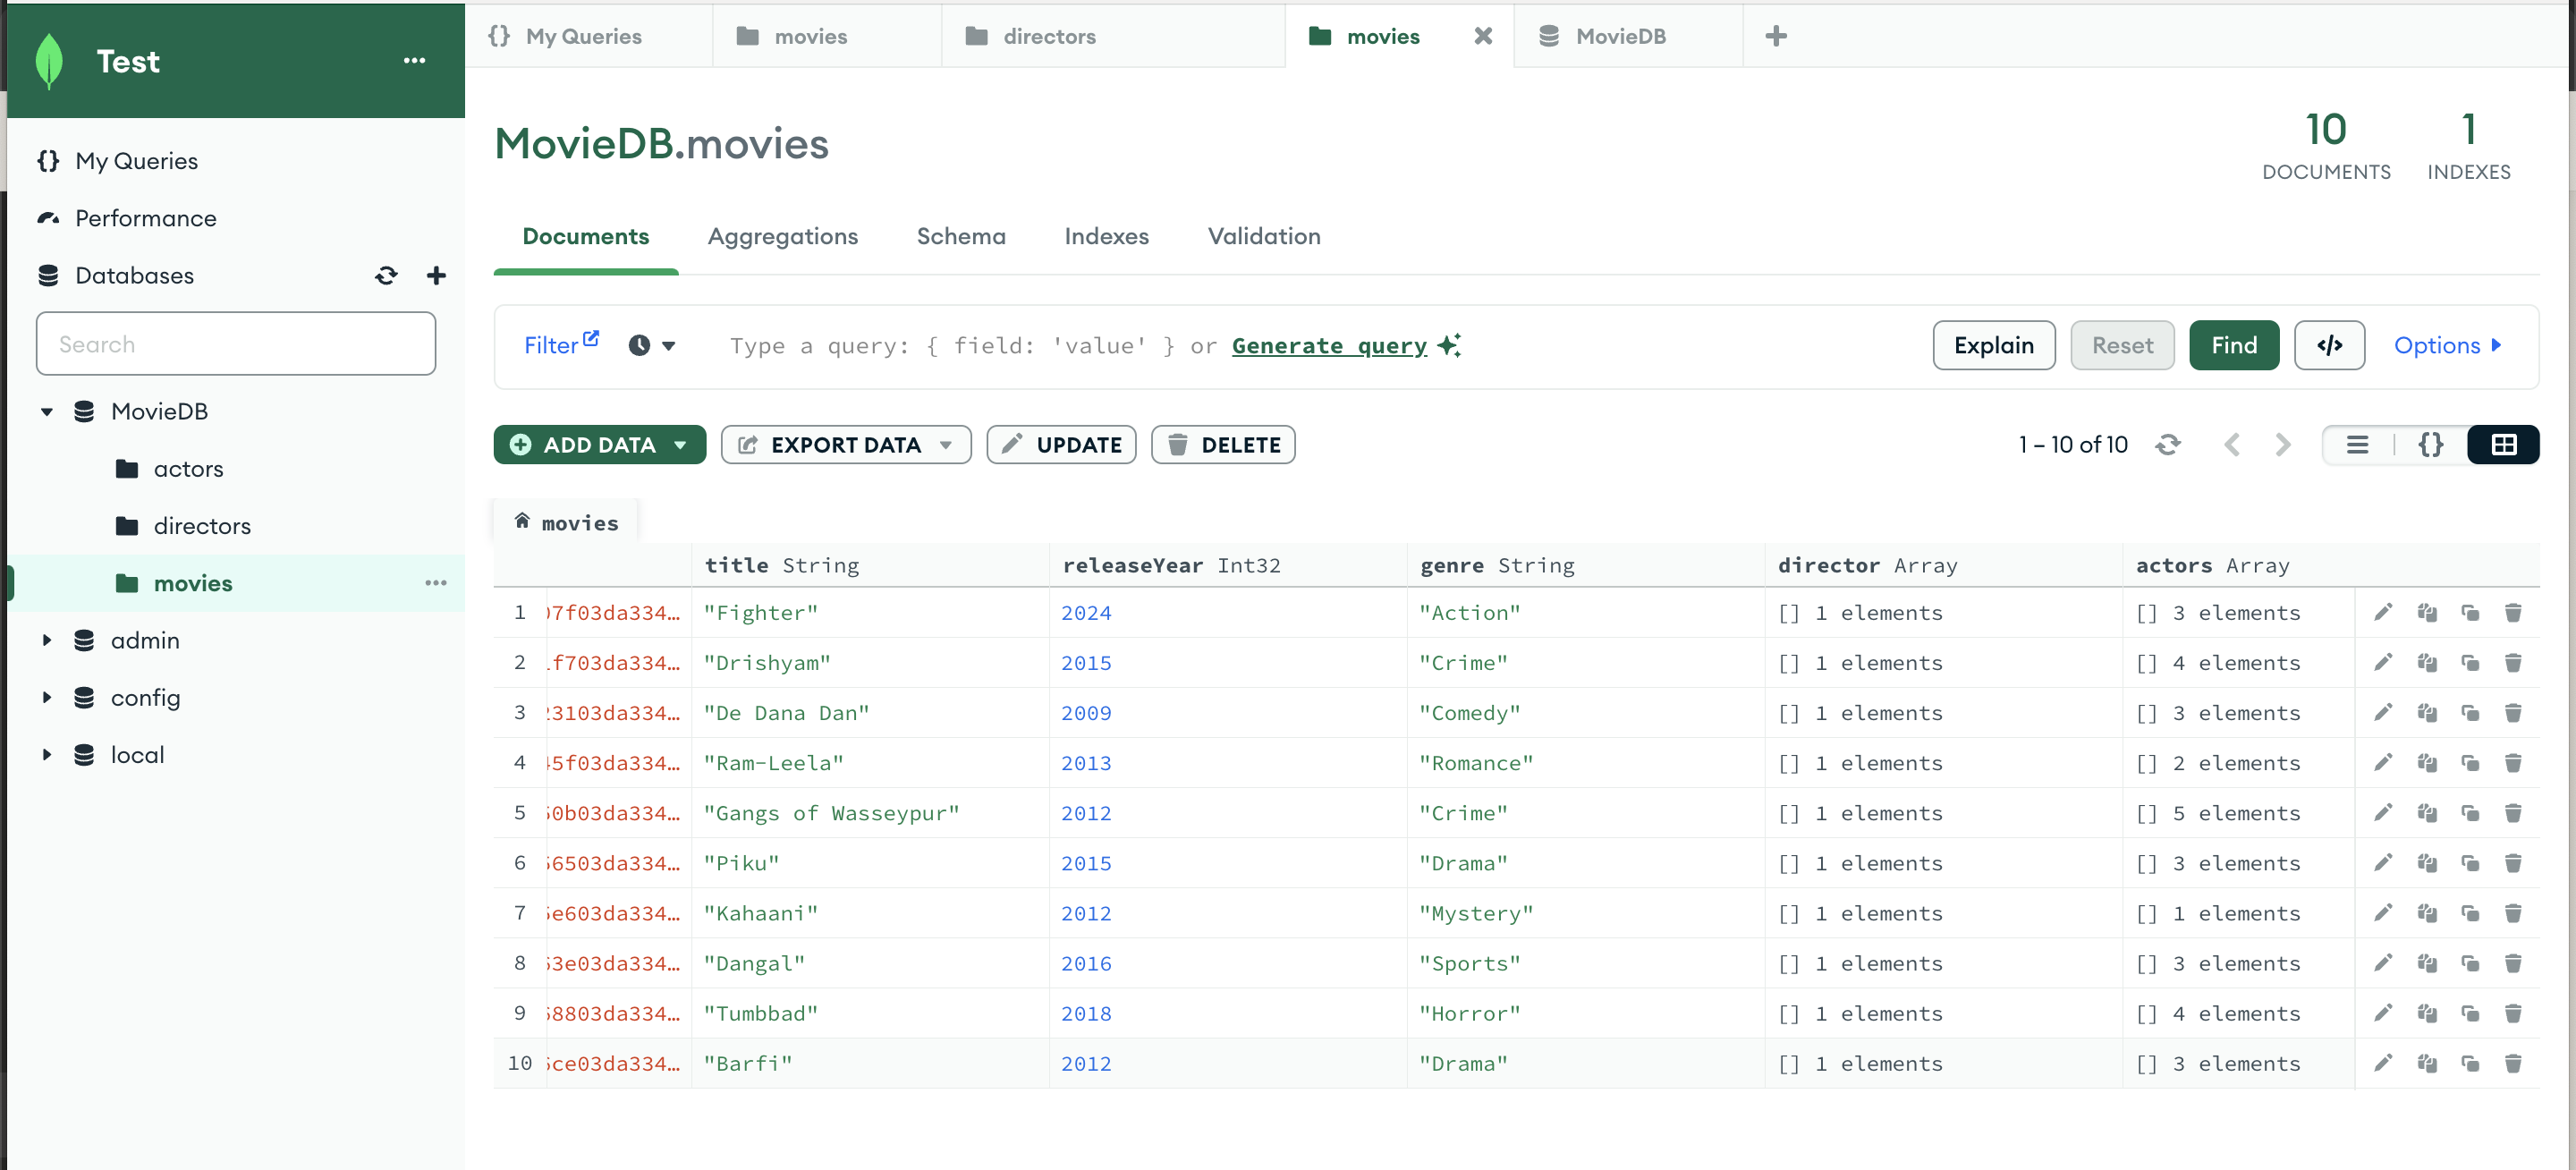 Test
My Queries
movies
directors
movies
MovieDB
My Queries
Performance
Databases
Search
MovieDB
actors
directors
movies
admin
config
local
MovieDB.movies
10
DOCUMENTS
1
INDEXES
Documents Aggregations Schema Indexes Validation
Filter Type a query: { field: 'value' } or Generate query Explain Reset Find </> Options
ADD DATA EXPORT DATA UPDATE DELETE 1 – 10 of 10 {}
movies
title String releaseYear Int32 genre String director Array actors Array
1 07f03da334… "Fighter" 2024 "Action" [] 1 elements [] 3 elements
2 f703da334… "Drishyam" 2015 "Crime" [] 1 elements [] 4 elements
3 23103da334… "De Dana Dan" 2009 "Comedy" [] 1 elements [] 3 elements
4 45f03da334… "Ram-Leela" 2013 "Romance" [] 1 elements [] 2 elements
5 0b03da334… "Gangs of Wasseypur" 2012 "Crime" [] 1 elements [] 5 elements
6 6503da334… "Piku" 2015 "Drama" [] 1 elements [] 3 elements
7 e603da334… "Kahaani" 2012 "Mystery" [] 1 elements [] 1 elements
8 3e03da334… "Dangal" 2016 "Sports" [] 1 elements [] 3 elements
9 8803da334… "Tumbbad" 2018 "Horror" [] 1 elements [] 4 elements
10 ce03da334… "Barfi" 2012 "Drama" [] 1 elements [] 3 elements